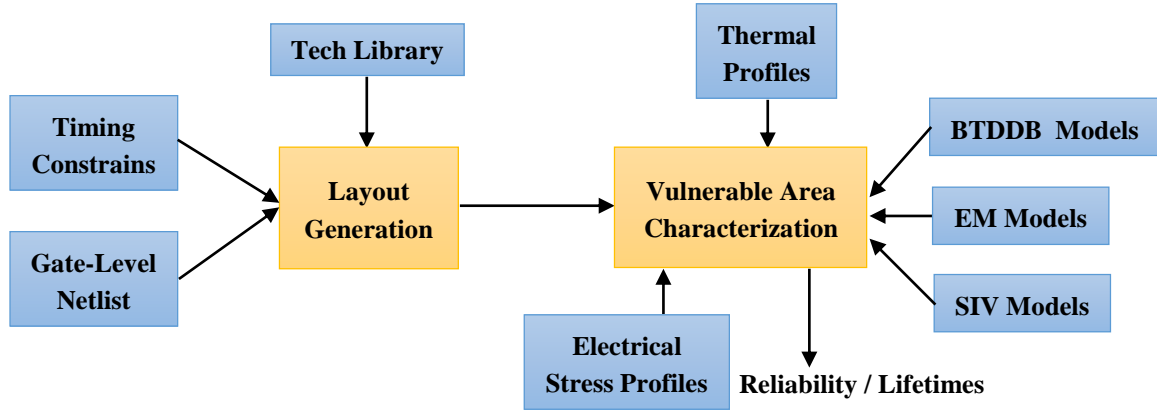 Tech Library
Thermal
Profiles
Timing
Constrains
BTDDB Models
Layout
Generation
Vulnerable Area
Characterization
EM Models
Gate-Level
Netlist
SIV Models
Electrical
Stress Profiles
Reliability / Lifetimes